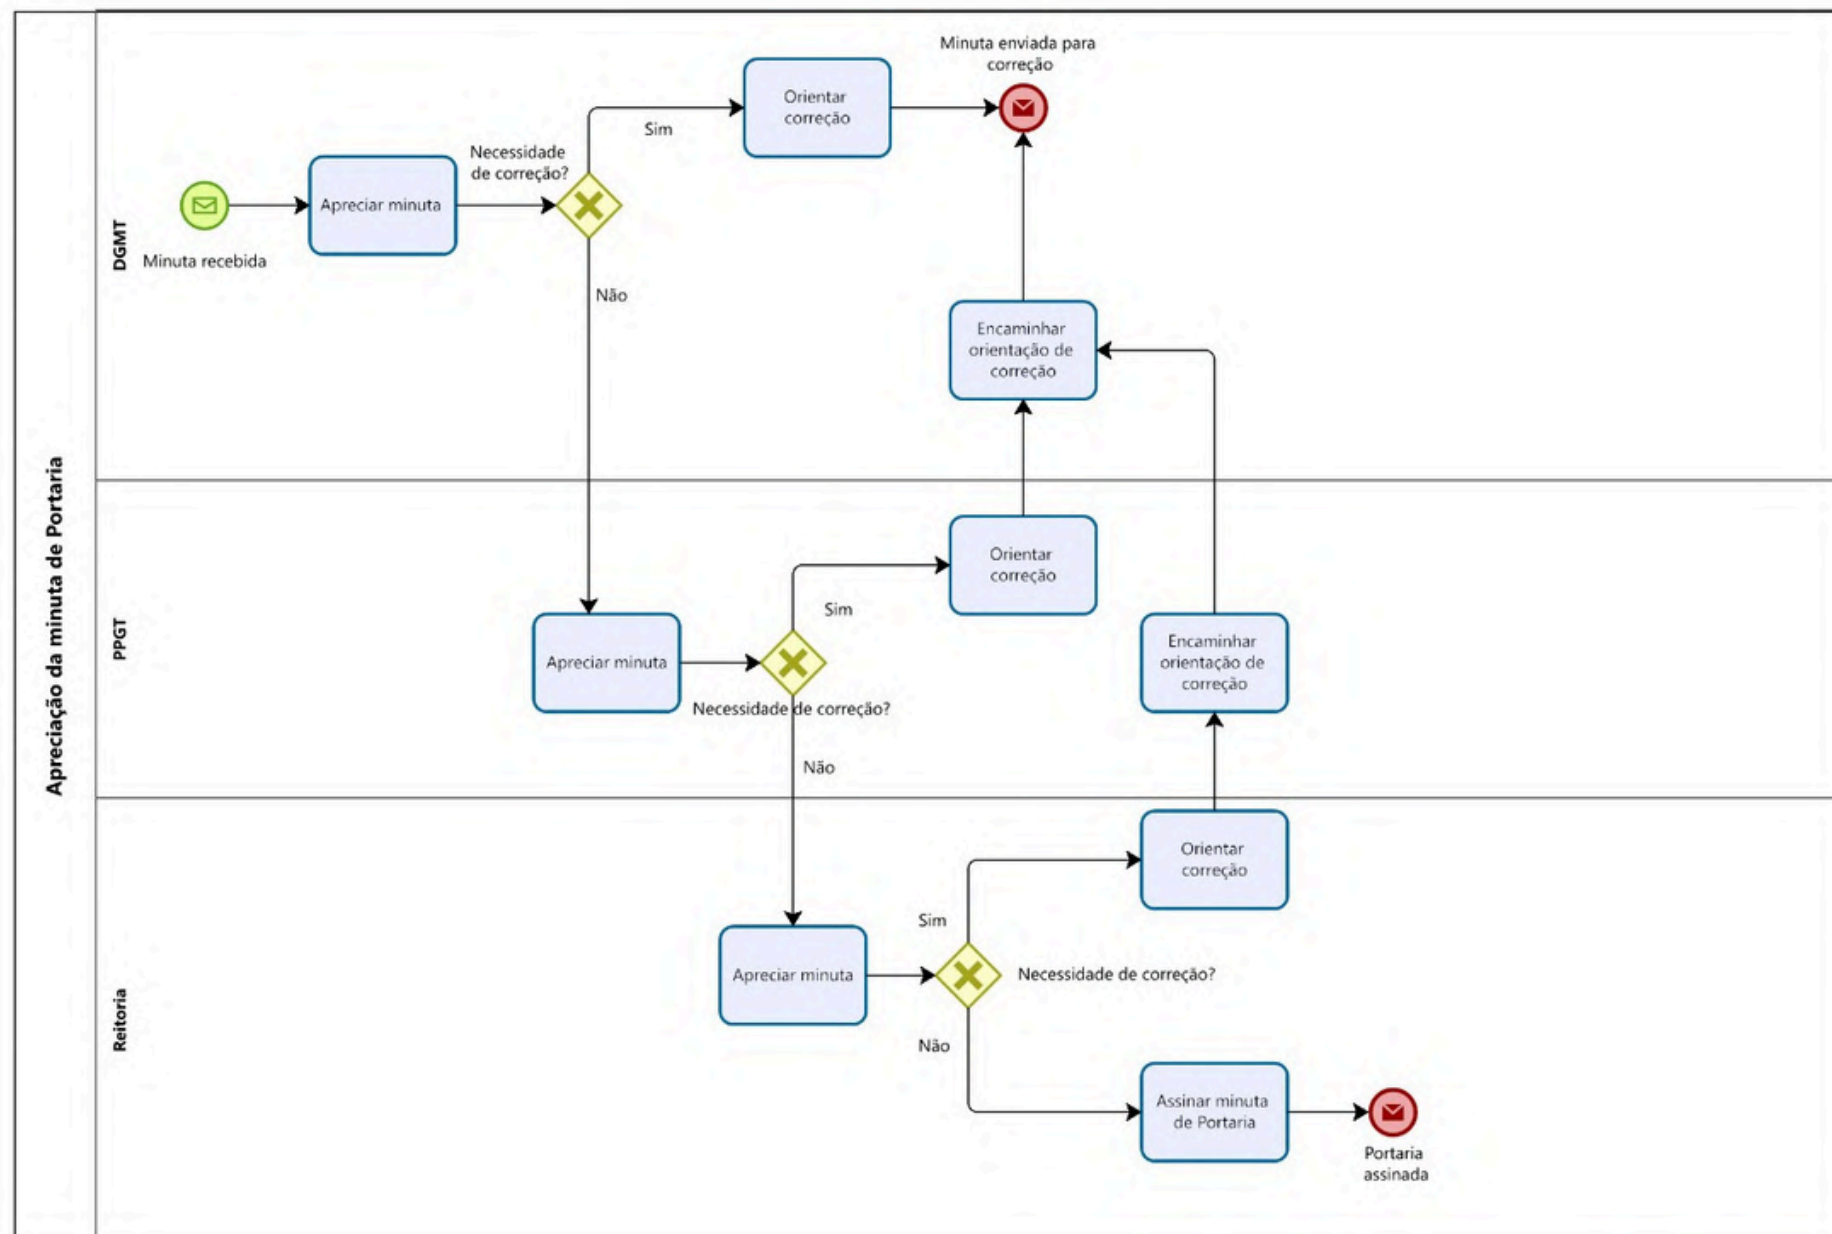 Apreciação da minuta de Portaria
DGMT
Minuta recebida
Apreciar minuta
Necessidade
de correção?
Sim
Não
Orientar
correção
Minuta enviada para
correção
Encaminhar
orientação de
correção
PPGT
Apreciar minuta
Necessidade de correção?
Sim
Não
Orientar
correção
Encaminhar
orientação de
correção
Reitoria
Apreciar minuta
Sim
Necessidade de correção?
Não
Orientar
correção
Assinar minuta
de Portaria
Portaria
assinada